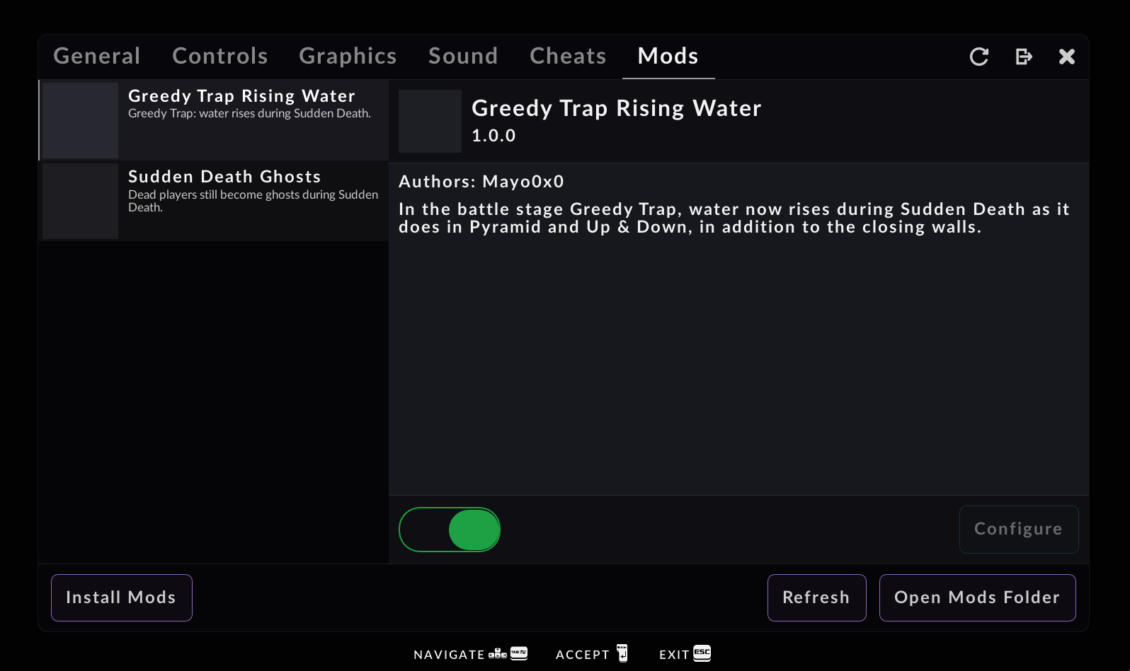 General Controls Graphics Sound Cheats Mods
Greedy Trap Rising Water
Greedy Trap: water rises during Sudden Death.
Sudden Death Ghosts
Dead players still become ghosts during Sudden
Death.
Greedy Trap Rising Water
1.0.0
Authors: Mayo0x0
In the battle stage Greedy Trap, water now rises during Sudden Death as it
does in Pyramid and Up & Down, in addition to the closing walls.
Configure
Install Mods
Refresh
Open Mods Folder
NAVIGATE ACCEPT EXIT ESC